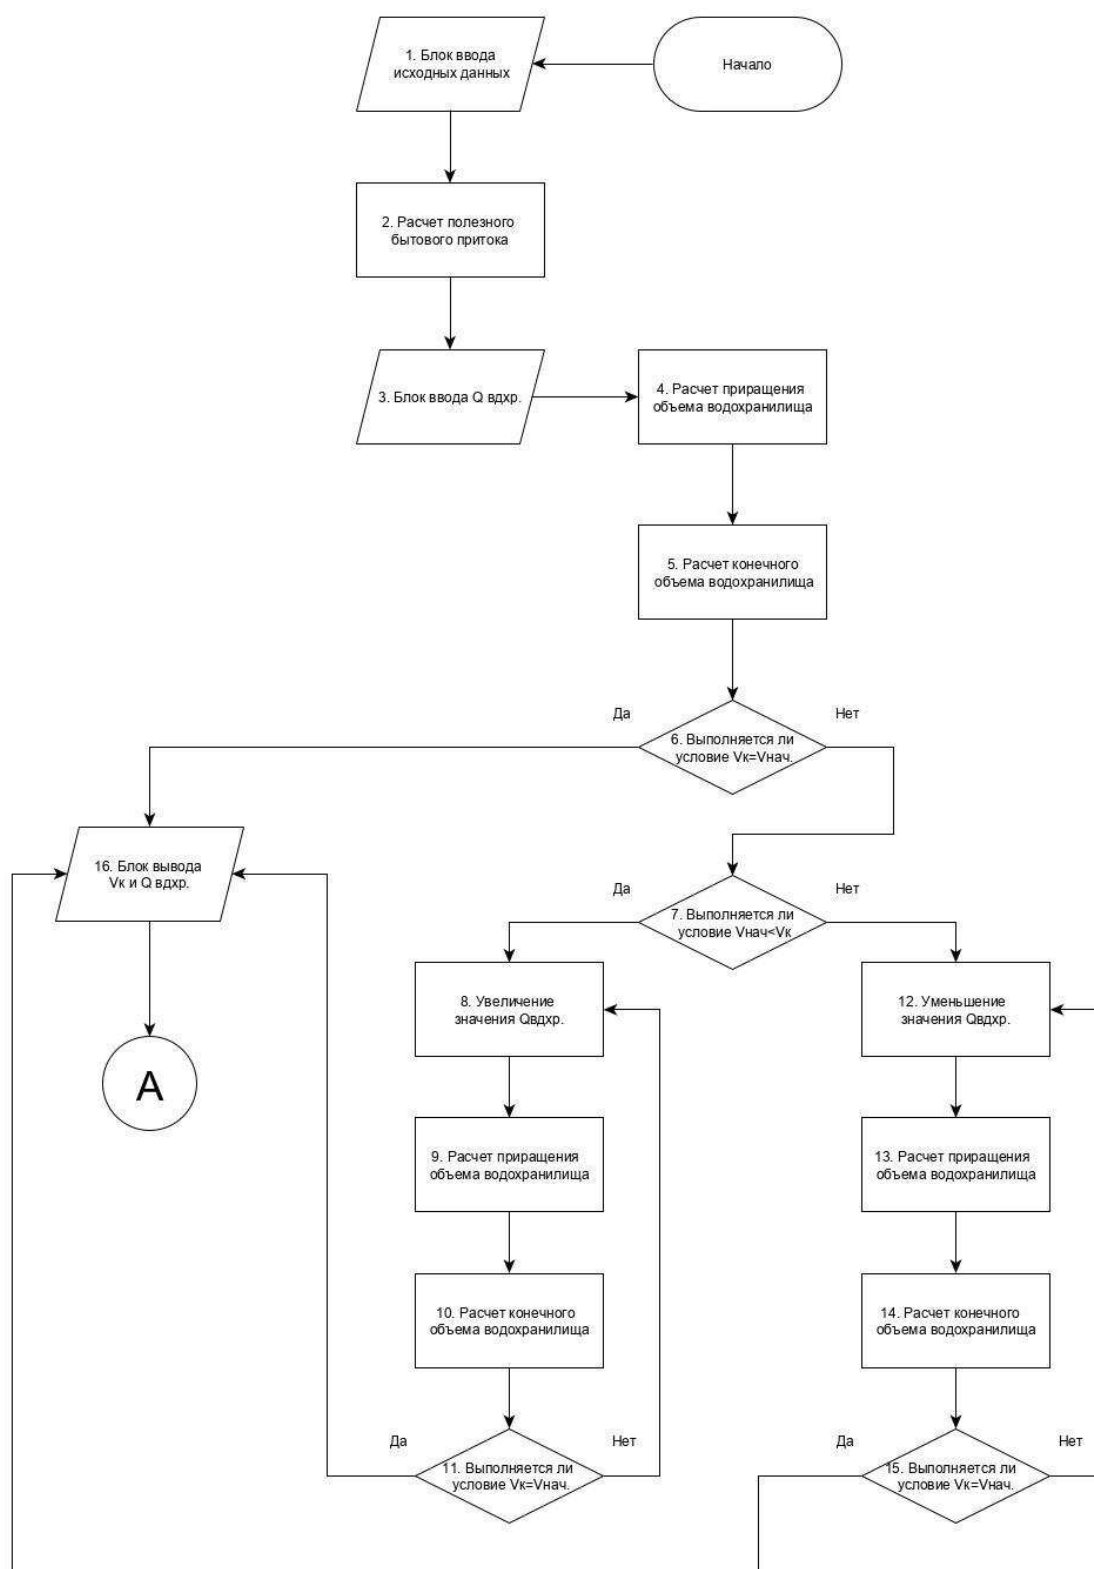 1. Блок ввода
исходных данных
Начало
2. Расчет полезного
бытового притока
3. Блок ввода Q вдхр.
4. Расчет приращения
объема водохранилища
5. Расчет конечного
объема водохранилища
Да
Нет
6. Выполняется ли
условие Vк=Vнач.
16. Блок вывода
Vк и Q вдхр.
Да
Нет
7. Выполняется ли
условие Vнач<Vк
8. Увеличение
значения Qвдхр.
12. Уменьшение
значения Qвдхр.
А
9. Расчет приращения
объема водохранилища
13. Расчет приращения
объема водохранилища
10. Расчет конечного
объема водохранилища
14. Расчет конечного
объема водохранилища
Да
Нет
11. Выполняется ли
условие Vк=Vнач.
Да
Нет
15. Выполняется ли
условие Vк=Vнач.